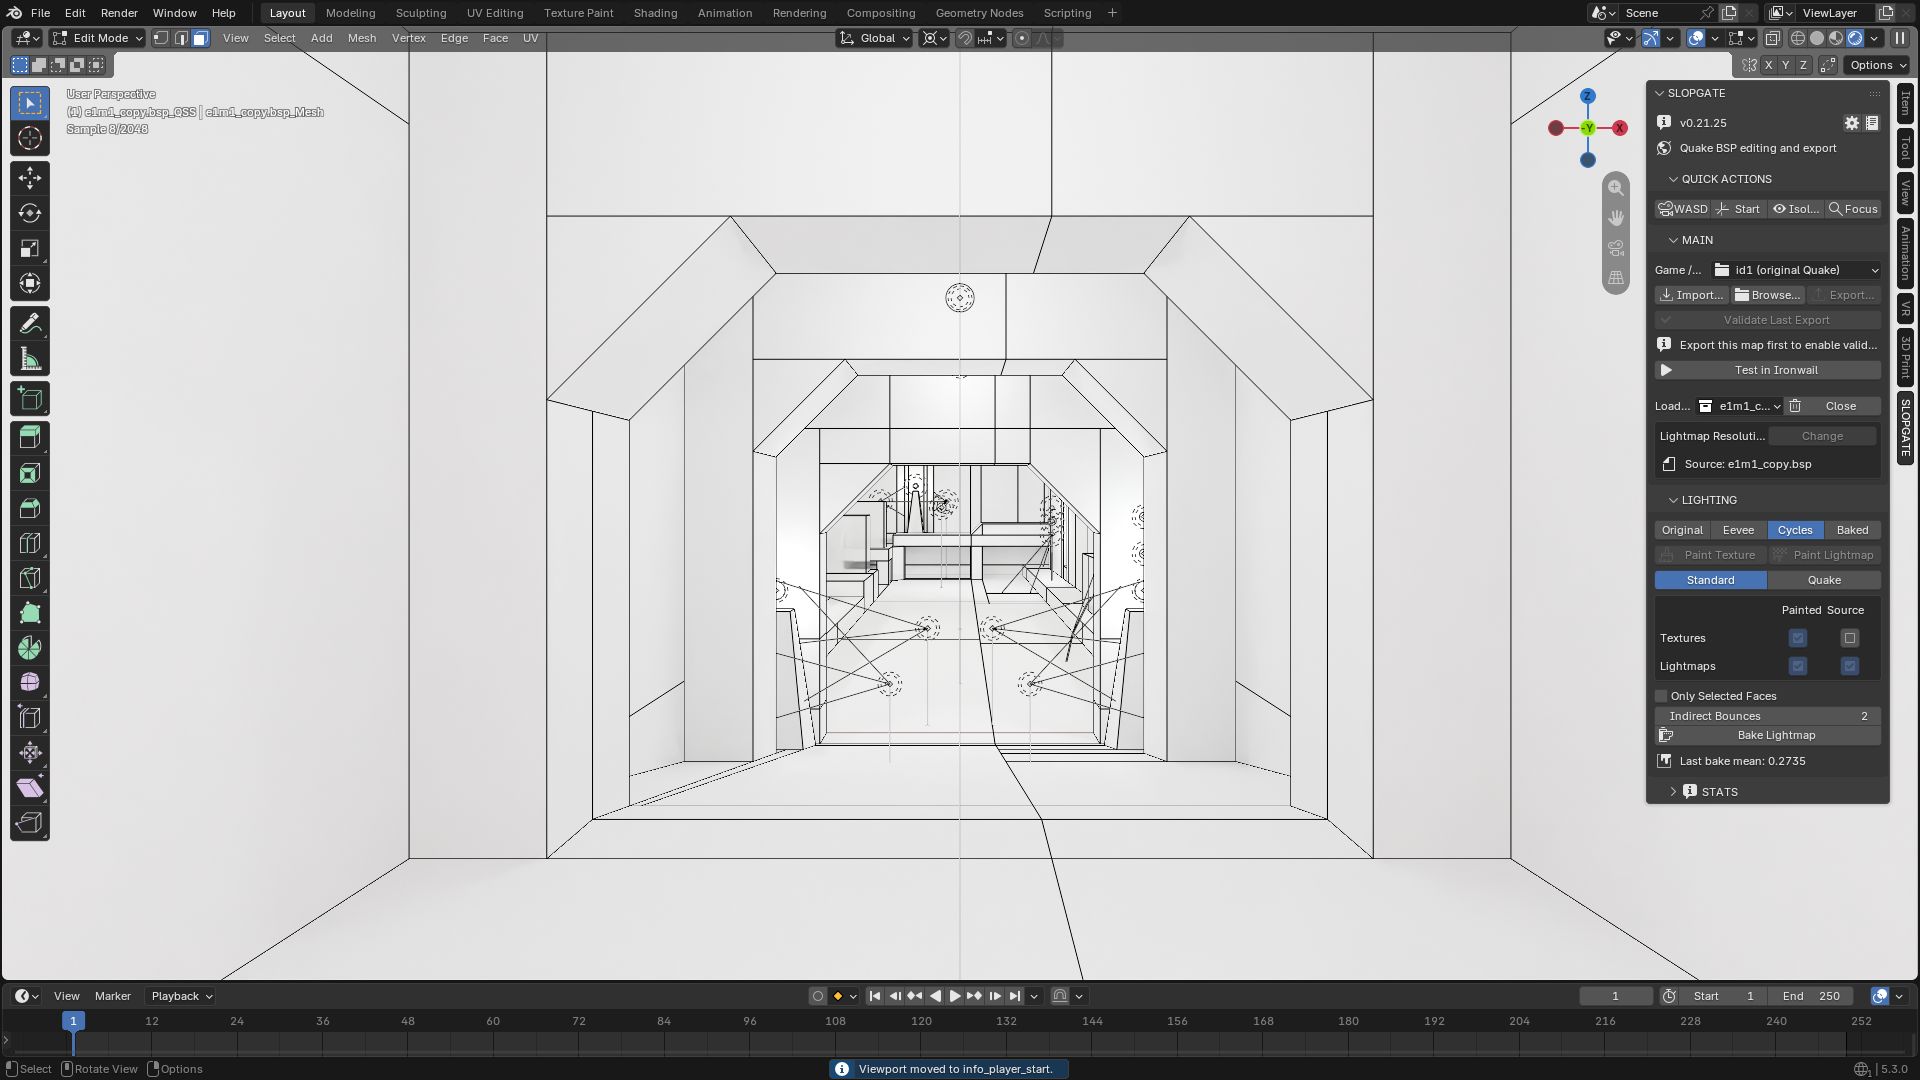 File Edit Render Window Help Layout Modeling Sculpting UV Editing Texture Paint Shading Animation Rendering Compositing Geometry Nodes Scripting + Scene ViewLayer
Edit Mode View Select Add Mesh Vertex Edge Face UV Global
X Y Z Options
User Perspective
(1) e1m1_copy.bsp_QSS | e1m1_copy.bsp_Mesh
Sample 8/2048
Z
-Y X
SLOPGATE
v0.21.25
Quake BSP editing and export
QUICK ACTIONS
WASD Start Isol... Focus
MAIN
Game /... id1 (original Quake)
Import... Browse... Export...
Validate Last Export
Export this map first to enable valid...
Test in Ironwail
Load... e1m1_c... Close
Lightmap Resoluti... Change
Source: e1m1_copy.bsp
LIGHTING
Original Eevee Cycles Baked
Paint Texture Paint Lightmap
Standard Quake
Painted Source
Textures
Lightmaps
Only Selected Faces
Indirect Bounces 2
Bake Lightmap
Last bake mean: 0.2735
STATS
Item
Tool
View
Animation
VR
3D Print
SLOPGATE
View Marker Playback 1 Start 1 End 250
1 12 24 36 48 60 72 84 96 108 120 132 144 156 168 180 192 204 216 228 240 252
Select Rotate View Options Viewport moved to info_player_start. 5.3.0